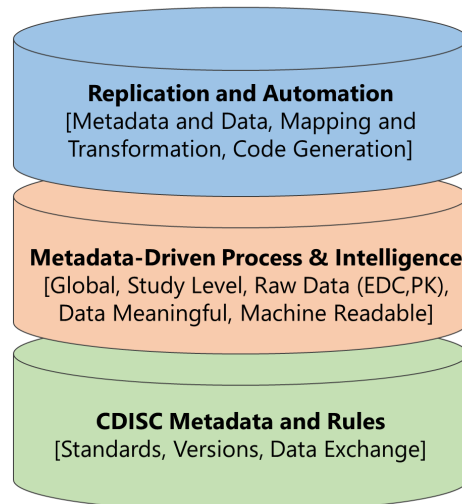 Replication and Automation
[Metadata and Data, Mapping and
Transformation, Code Generation]
Metadata-Driven Process & Intelligence
[Global, Study Level, Raw Data (EDC,PK),
Data Meaningful, Machine Readable]
CDISC Metadata and Rules
[Standards, Versions, Data Exchange]